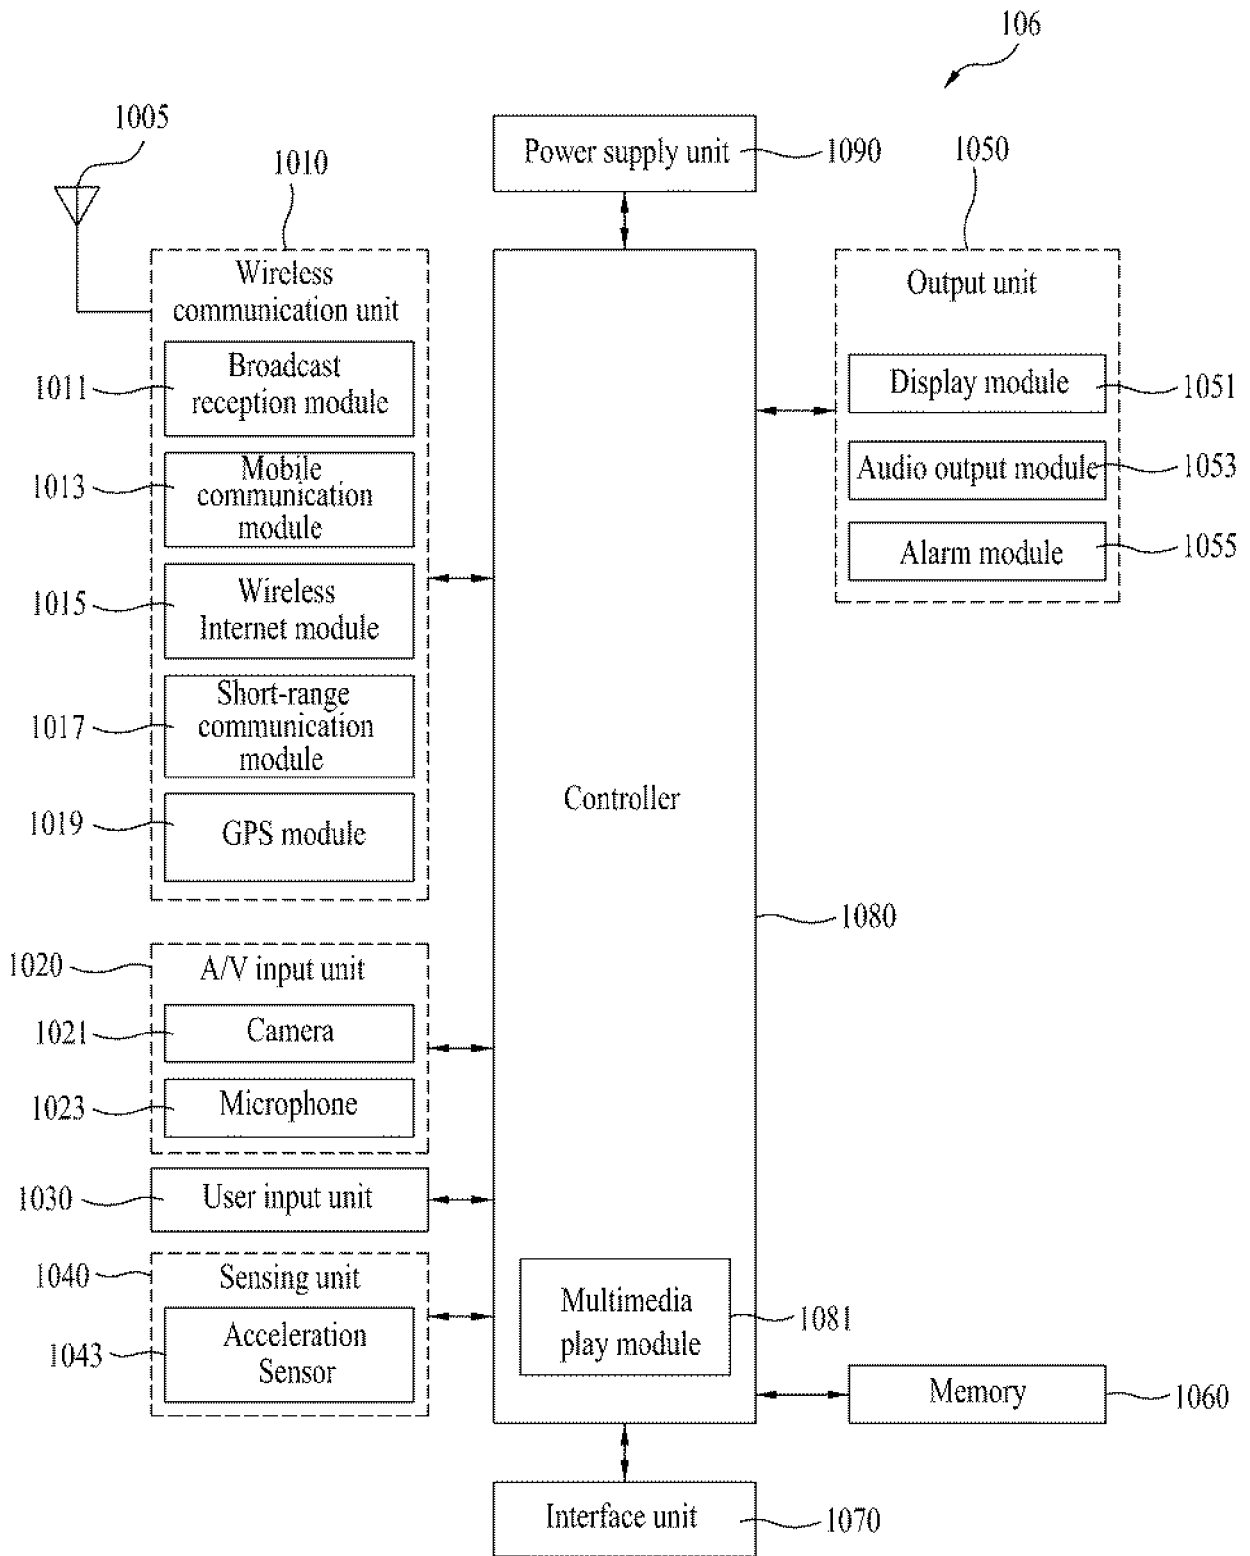 106
1005
1010
Power supply unit
1090
1050
Wireless
communication unit
Output unit
Broadcast
reception module
1011
Display module
1051
Mobile
communication
module
1013
Audio output module
1053
Alarm module
1055
Wireless
Internet module
1015
Short-range
communication
module
1017
Controller
GPS module
1019
1080
1020
A/V input unit
1021
Camera
1023
Microphone
1030
User input unit
1040
Sensing unit
1043
Acceleration
Sensor
Multimedia
play module
1081
Memory
1060
Interface unit
1070